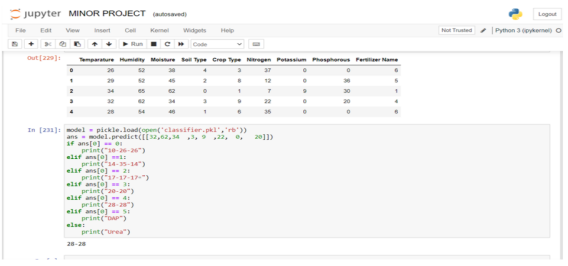 jupyter MINOR PROJECT (autosaved)
Logout
File Edit View Insert Cell Kernel Widgets Help
Not Trusted Python 3 (ipykernel)
Run Code
Out[229]:
Temparature Humidity Moisture Soil Type Crop Type Nitrogen Potassium Phosphorous Fertilizer Name
0 26 52 38 4 3 37 0 0 6
1 29 52 45 2 8 12 0 36 5
2 34 65 62 0 1 7 9 30 1
3 32 62 34 3 9 22 0 20 4
4 28 54 46 1 6 35 0 0 6
In [231]: model = pickle.load(open('classifier.pkl','rb'))
ans = model.predict([[32,62,34 ,3, 9 ,22, 0, 20]])
if ans[0] == 0:
print("10-26-26")
elif ans[0] ==1:
print("14-35-14")
elif ans[0] == 2:
print("17-17-17")
elif ans[0] == 3:
print("20-20")
elif ans[0] == 4:
print("28-28")
elif ans[0] == 5:
print("DAP")
else:
print("Urea")
28-28